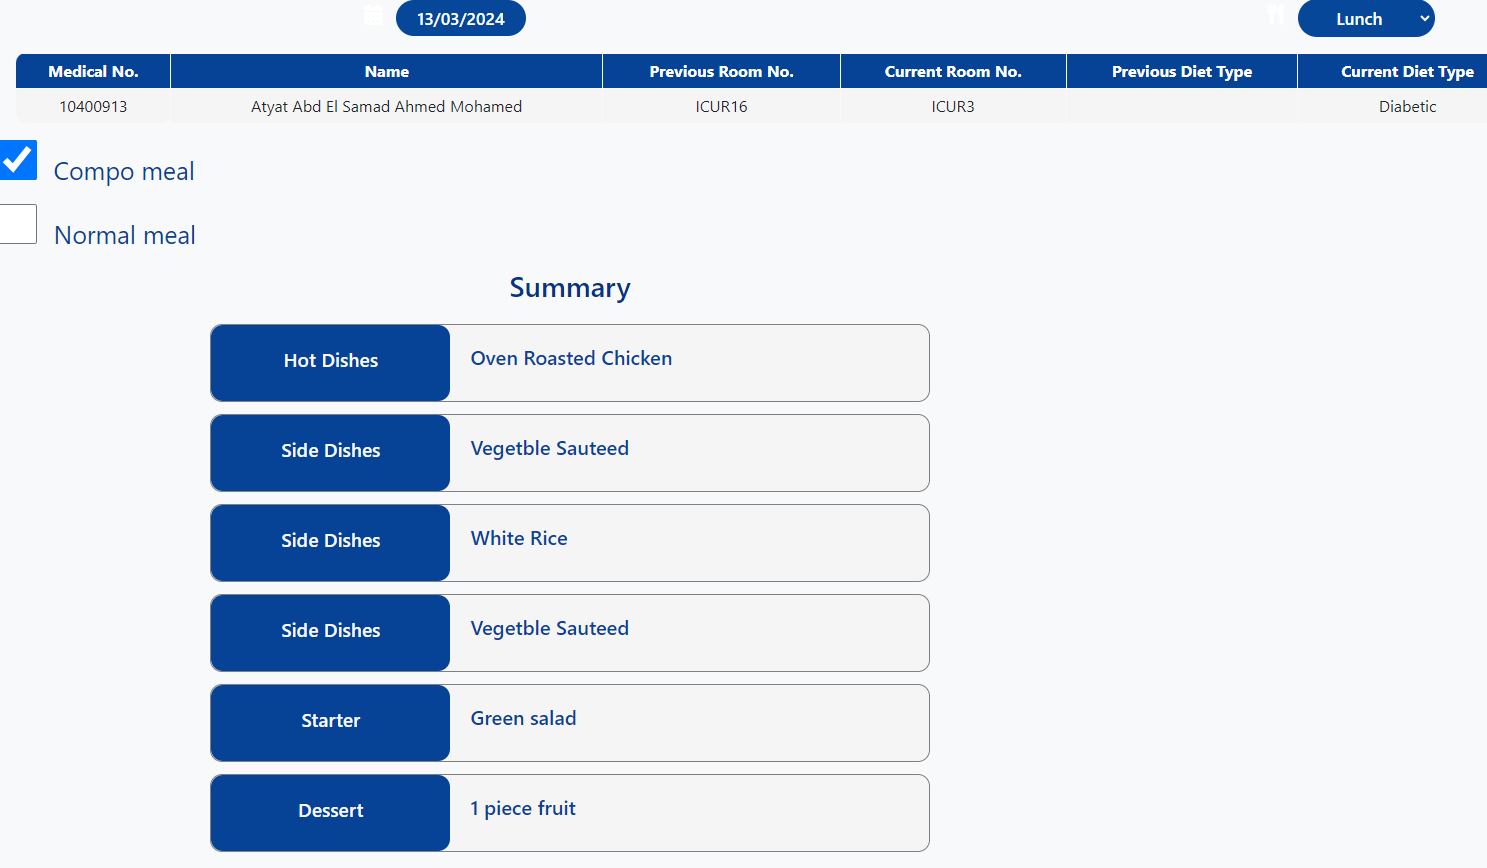 13/03/2024 Lunch
Medical No. Name Previous Room No. Current Room No. Previous Diet Type Current Diet Type
10400913 Atyat Abd El Samad Ahmed Mohamed ICUR16 ICUR3 Diabetic
Compo meal
Normal meal
Summary
Hot Dishes Oven Roasted Chicken
Side Dishes Vegetble Sauteed
Side Dishes White Rice
Side Dishes Vegetble Sauteed
Starter Green salad
Dessert 1 piece fruit